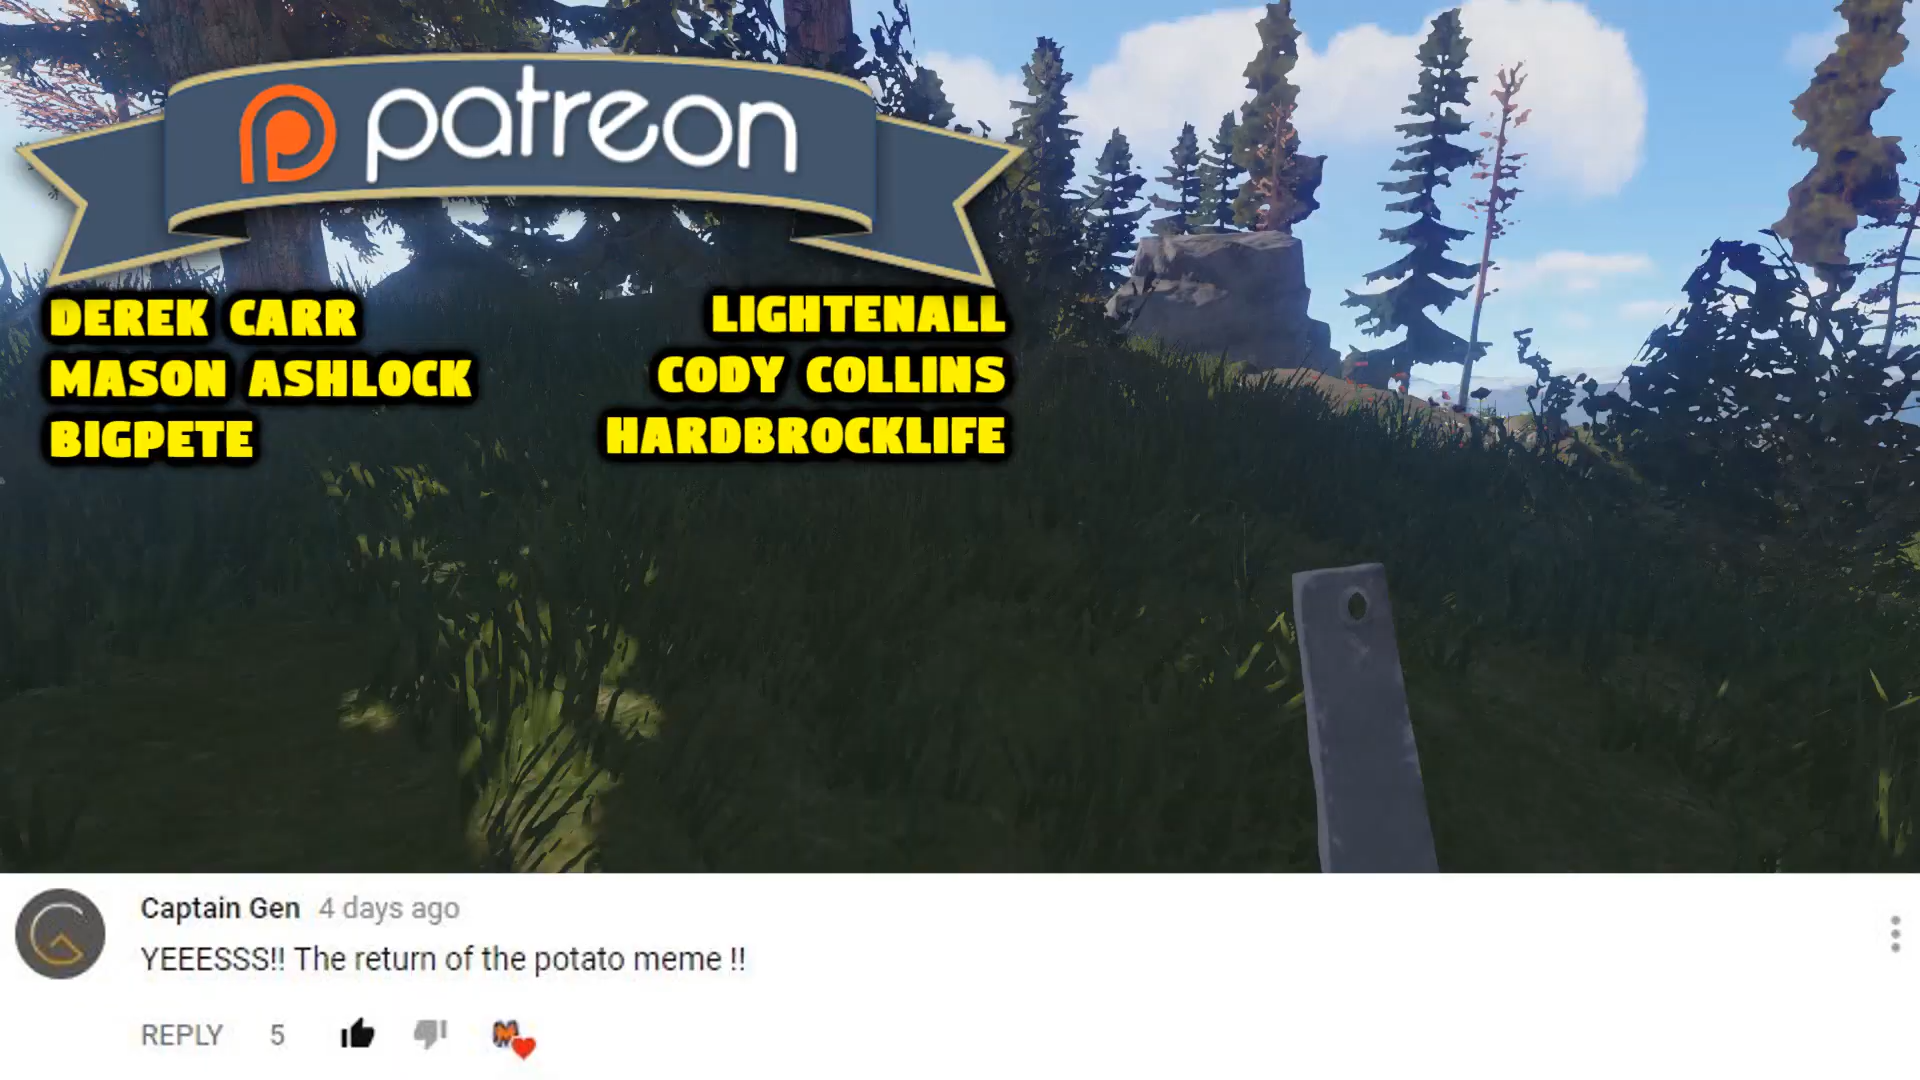 patreon
DEREK CARR
MASON ASHLOCK
BIGPETE
LIGHTENALL
CODY COLLINS
HARDBROCKLIFE
Captain Gen 4 days ago
YEEESSS!! The return of the potato meme !!
REPLY 5